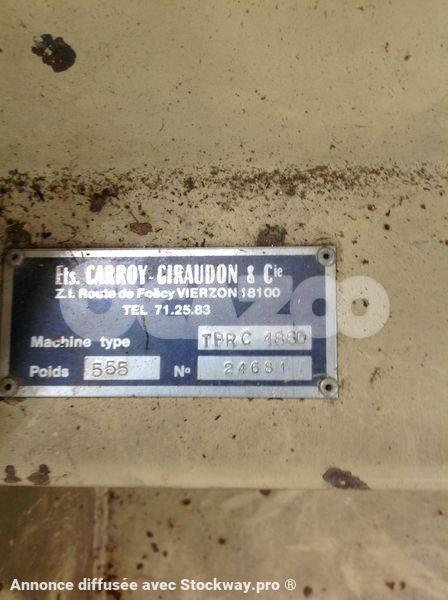 Ets. CARROY-GIRAUDON & Cie
Z.I. Route de Foëcy VIERZON 18100
TEL 71.25.83
Machine type TPRC 1860
Poids 555 N° 24681
Annonce diffusée avec Stockway.pro ®